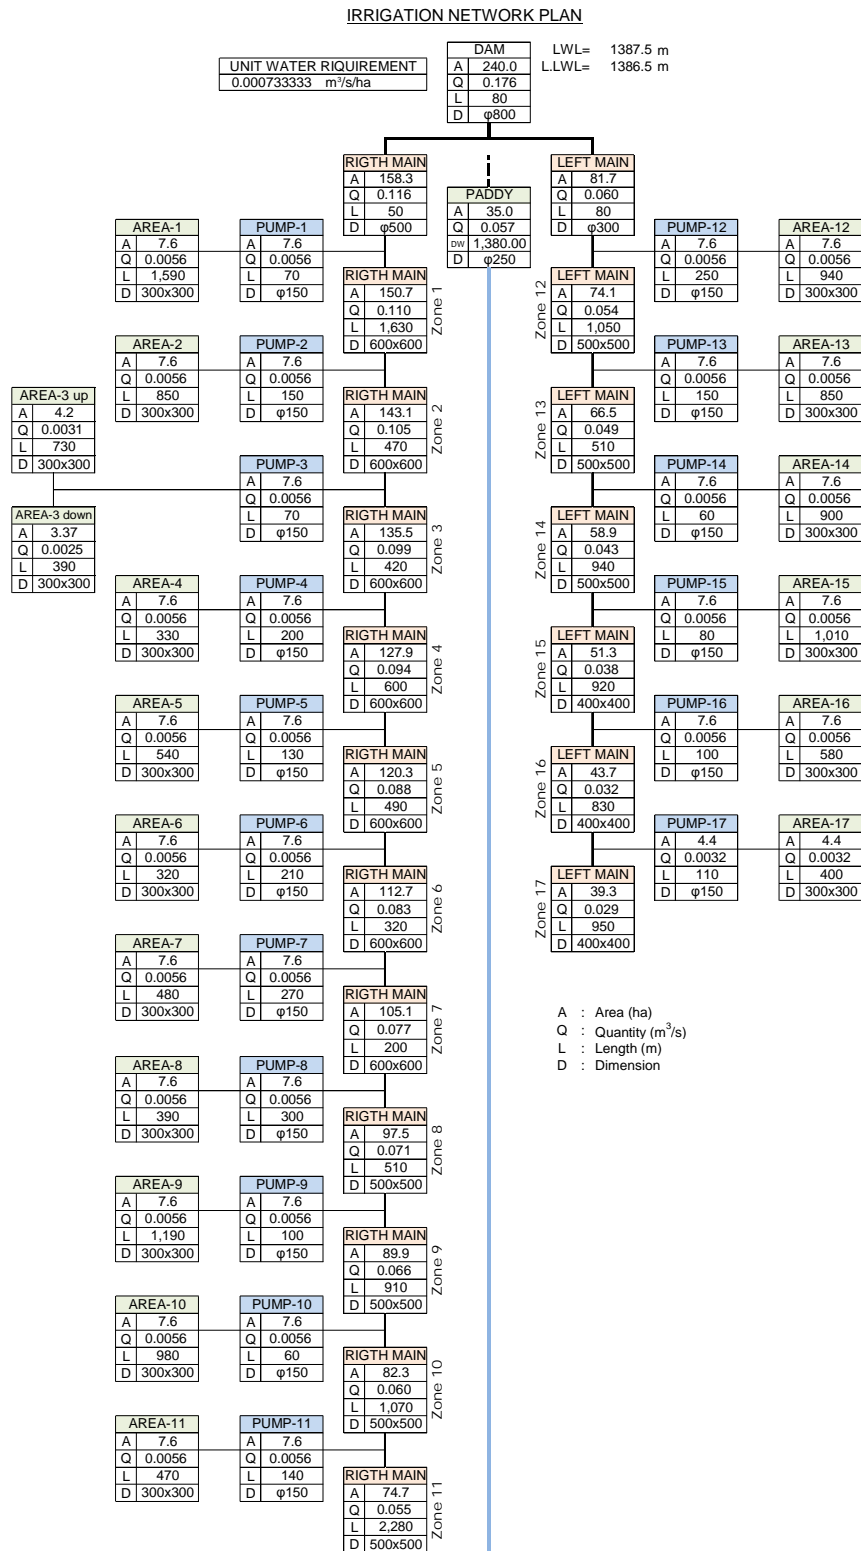 IRRIGATION NETWORK PLAN
UNIT WATER RIQUIREMENT
0.000733333 m³/s/ha
DAM
A 240.0
Q 0.176
L 80
D φ800
LWL= 1387.5 m
L.LWL= 1386.5 m
RIGTH MAIN
A 158.3
Q 0.116
L 50
D φ500
PADDY
A 35.0
Q 0.057
DW 1,380.00
D φ250
LEFT MAIN
A 81.7
Q 0.060
L 80
D φ300
AREA-1
A 7.6
Q 0.0056
L 1,590
D 300x300
PUMP-1
A 7.6
Q 0.0056
L 70
D φ150
RIGTH MAIN
A 150.7
Q 0.110
L 1,630
D 600x600
Zone 1
AREA-2
A 7.6
Q 0.0056
L 850
D 300x300
PUMP-2
A 7.6
Q 0.0056
L 150
D φ150
RIGTH MAIN
A 143.1
Q 0.105
L 470
D 600x600
Zone 2
AREA-3 up
A 4.2
Q 0.0031
L 730
D 300x300
AREA-3 down
A 3.37
Q 0.0025
L 390
D 300x300
PUMP-3
A 7.6
Q 0.0056
L 70
D φ150
RIGTH MAIN
A 135.5
Q 0.099
L 420
D 600x600
Zone 3
AREA-4
A 7.6
Q 0.0056
L 330
D 300x300
PUMP-4
A 7.6
Q 0.0056
L 200
D φ150
RIGTH MAIN
A 127.9
Q 0.094
L 600
D 600x600
Zone 4
AREA-5
A 7.6
Q 0.0056
L 540
D 300x300
PUMP-5
A 7.6
Q 0.0056
L 130
D φ150
RIGTH MAIN
A 120.3
Q 0.088
L 490
D 600x600
Zone 5
AREA-6
A 7.6
Q 0.0056
L 320
D 300x300
PUMP-6
A 7.6
Q 0.0056
L 210
D φ150
RIGTH MAIN
A 112.7
Q 0.083
L 320
D 600x600
Zone 6
AREA-7
A 7.6
Q 0.0056
L 480
D 300x300
PUMP-7
A 7.6
Q 0.0056
L 270
D φ150
RIGTH MAIN
A 105.1
Q 0.077
L 200
D 600x600
Zone 7
AREA-8
A 7.6
Q 0.0056
L 390
D 300x300
PUMP-8
A 7.6
Q 0.0056
L 300
D φ150
RIGTH MAIN
A 97.5
Q 0.071
L 510
D 500x500
Zone 8
AREA-9
A 7.6
Q 0.0056
L 1,190
D 300x300
PUMP-9
A 7.6
Q 0.0056
L 100
D φ150
RIGTH MAIN
A 89.9
Q 0.066
L 910
D 500x500
Zone 9
AREA-10
A 7.6
Q 0.0056
L 980
D 300x300
PUMP-10
A 7.6
Q 0.0056
L 60
D φ150
RIGTH MAIN
A 82.3
Q 0.060
L 1,070
D 500x500
Zone 10
AREA-11
A 7.6
Q 0.0056
L 470
D 300x300
PUMP-11
A 7.6
Q 0.0056
L 140
D φ150
RIGTH MAIN
A 74.7
Q 0.055
L 2,280
D 500x500
Zone 11
PUMP-12
A 7.6
Q 0.0056
L 250
D φ150
AREA-12
A 7.6
Q 0.0056
L 940
D 300x300
Zone 12
LEFT MAIN
A 74.1
Q 0.054
L 1,050
D 500x500
PUMP-13
A 7.6
Q 0.0056
L 150
D φ150
AREA-13
A 7.6
Q 0.0056
L 850
D 300x300
Zone 13
LEFT MAIN
A 66.5
Q 0.049
L 510
D 500x500
PUMP-14
A 7.6
Q 0.0056
L 60
D φ150
AREA-14
A 7.6
Q 0.0056
L 900
D 300x300
Zone 14
LEFT MAIN
A 58.9
Q 0.043
L 940
D 500x500
PUMP-15
A 7.6
Q 0.0056
L 80
D φ150
AREA-15
A 7.6
Q 0.0056
L 1,010
D 300x300
Zone 15
LEFT MAIN
A 51.3
Q 0.038
L 920
D 400x400
PUMP-16
A 7.6
Q 0.0056
L 100
D φ150
AREA-16
A 7.6
Q 0.0056
L 580
D 300x300
Zone 16
LEFT MAIN
A 43.7
Q 0.032
L 830
D 400x400
PUMP-17
A 4.4
Q 0.0032
L 110
D φ150
AREA-17
A 4.4
Q 0.0032
L 400
D 300x300
Zone 17
LEFT MAIN
A 39.3
Q 0.029
L 950
D 400x400
A : Area (ha)
Q : Quantity (m³/s)
L : Length (m)
D : Dimension